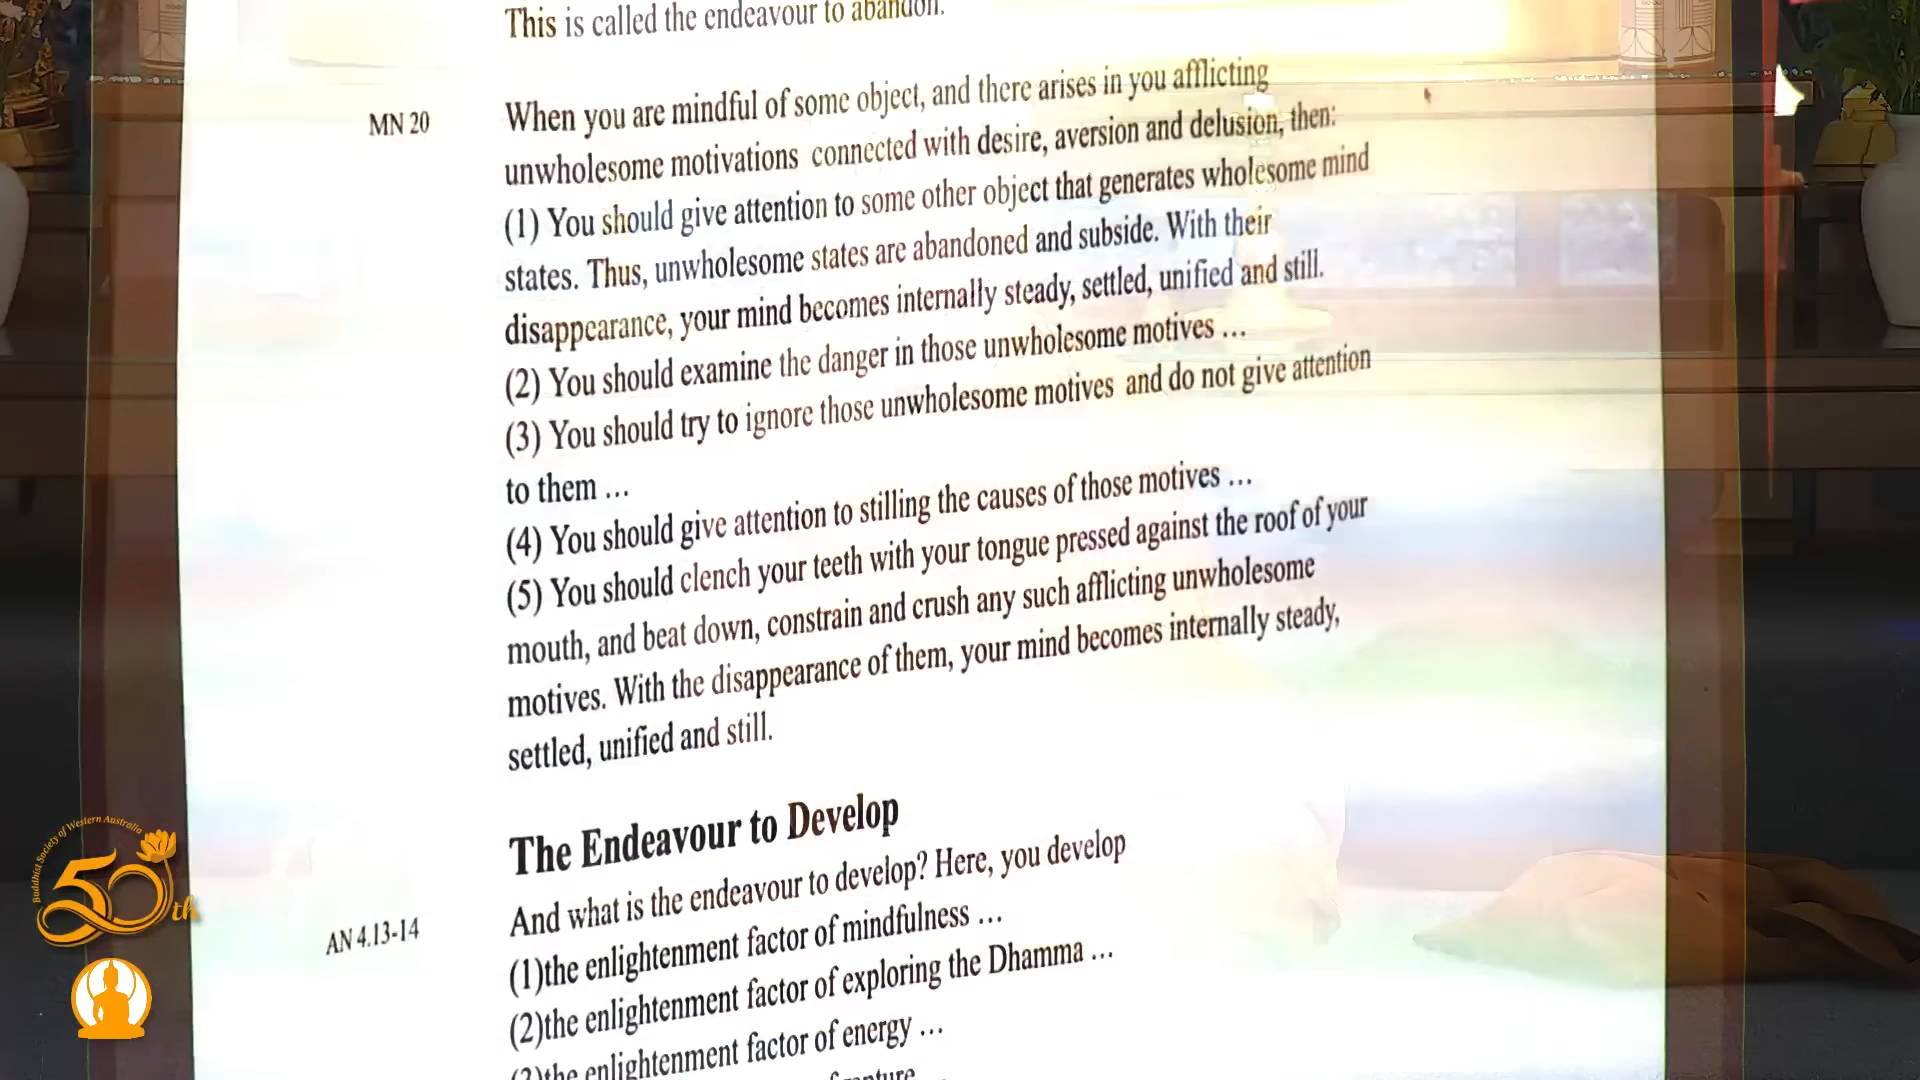 This is called the endeavour to abandon.
MN 20
When you are mindful of some object, and there arises in you afflicting
unwholesome motivations connected with desire, aversion and delusion, then:
(1) You should give attention to some other object that generates wholesome mind
states. Thus, unwholesome states are abandoned and subside. With their
disappearance, your mind becomes internally steady, settled, unified and still.
(2) You should examine the danger in those unwholesome motives ...
(3) You should try to ignore those unwholesome motives and do not give attention
to them ...
(4) You should give attention to stilling the causes of those motives ...
(5) You should clench your teeth with your tongue pressed against the roof of your
mouth, and beat down, constrain and crush any such afflicting unwholesome
motives. With the disappearance of them, your mind becomes internally steady,
settled, unified and still.
The Endeavour to Develop
AN 4.13-14
And what is the endeavour to develop? Here, you develop
(1)the enlightenment factor of mindfulness ...
(2)the enlightenment factor of exploring the Dhamma ...
(3)the enlightenment factor of energy ...
Buddhist Society of Western Australia
50th